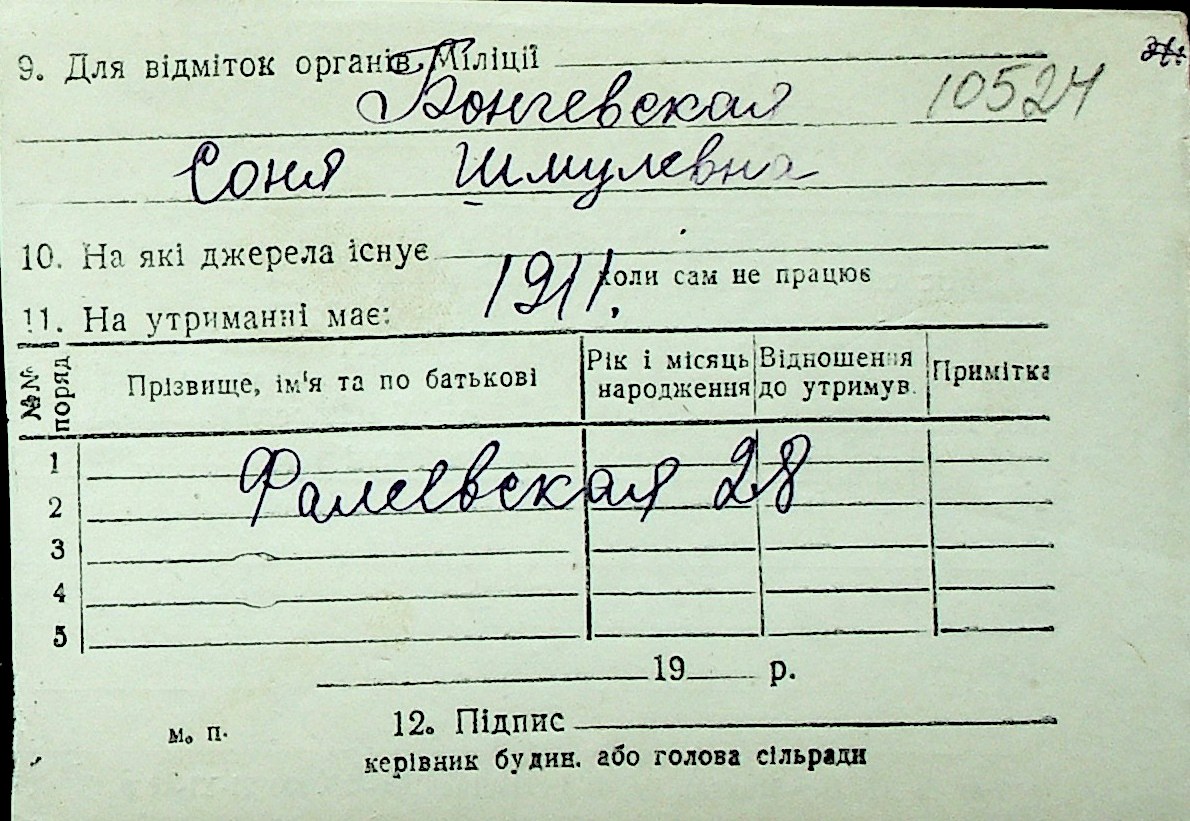 9. Для відміток органів Міліції
Бончевская
10524
Соня Шмулевна
10. На які джерела існує
коли сам не працює
1911.
11. На утриманні має:
№№ поряд
Прізвище, ім'я та по батькові
Рік і місяць народження
Відношення до утримув.
Примітка
1
Фалеевская 28
2
3
4
5
19 р.
м. п.
12. Підпис
керівник будин. або голова сільради